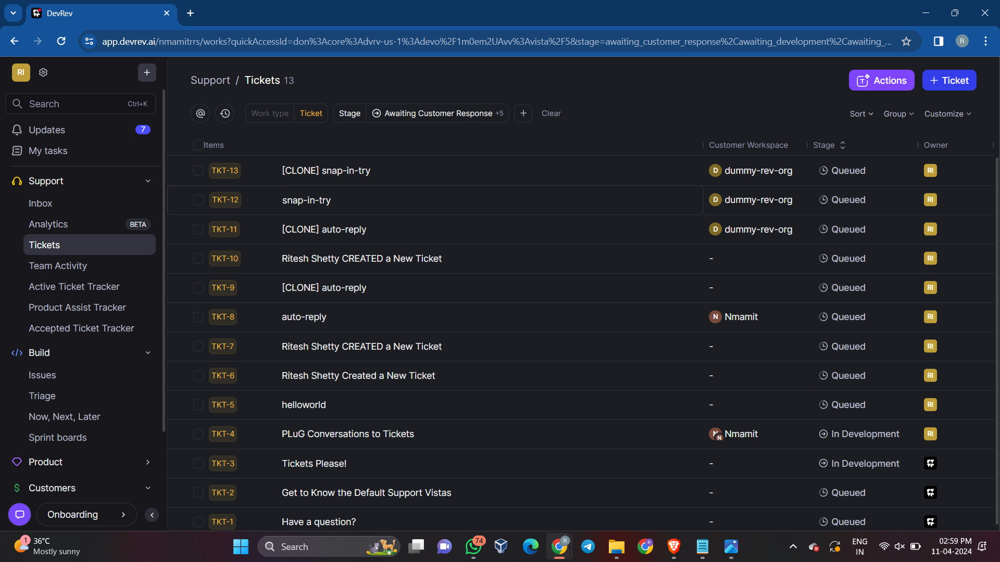 DevRev
app.devrev.ai/nmamitrrs/works?quickAccessId=don%3Acore%3Advrv-us-1%3Adevo%2F1m0em2UAvv%3Avista%2F5&stage=awaiting_customer_response%2Cawaiting_development%2Cawaiting_...
R
RI
Search Ctrl+K
Updates 7
My tasks
Support
Inbox
Analytics BETA
Tickets
Team Activity
Active Ticket Tracker
Product Assist Tracker
Accepted Ticket Tracker
Build
Issues
Triage
Now, Next, Later
Sprint boards
Product
Customers
Onboarding
Support / Tickets 13
Actions
+ Ticket
Work type Ticket Stage Awaiting Customer Response +5 + Clear
Sort Group Customize
Items Customer Workspace Stage Owner
TKT-13 [CLONE] snap-in-try D dummy-rev-org Queued RI
TKT-12 snap-in-try D dummy-rev-org Queued RI
TKT-11 [CLONE] auto-reply D dummy-rev-org Queued RI
TKT-10 Ritesh Shetty CREATED a New Ticket - Queued RI
TKT-9 [CLONE] auto-reply - Queued RI
TKT-8 auto-reply N Nmamit Queued RI
TKT-7 Ritesh Shetty CREATED a New Ticket - Queued RI
TKT-6 Ritesh Shetty Created a New Ticket - Queued RI
TKT-5 helloworld - Queued RI
TKT-4 PLuG Conversations to Tickets N N Nmamit In Development RI
TKT-3 Tickets Please! - In Development
TKT-2 Get to Know the Default Support Vistas - Queued
TKT-1 Have a question? - Queued
1 36°C
Mostly sunny
Search
74
R
R
ENG
IN
02:59 PM
11-04-2024